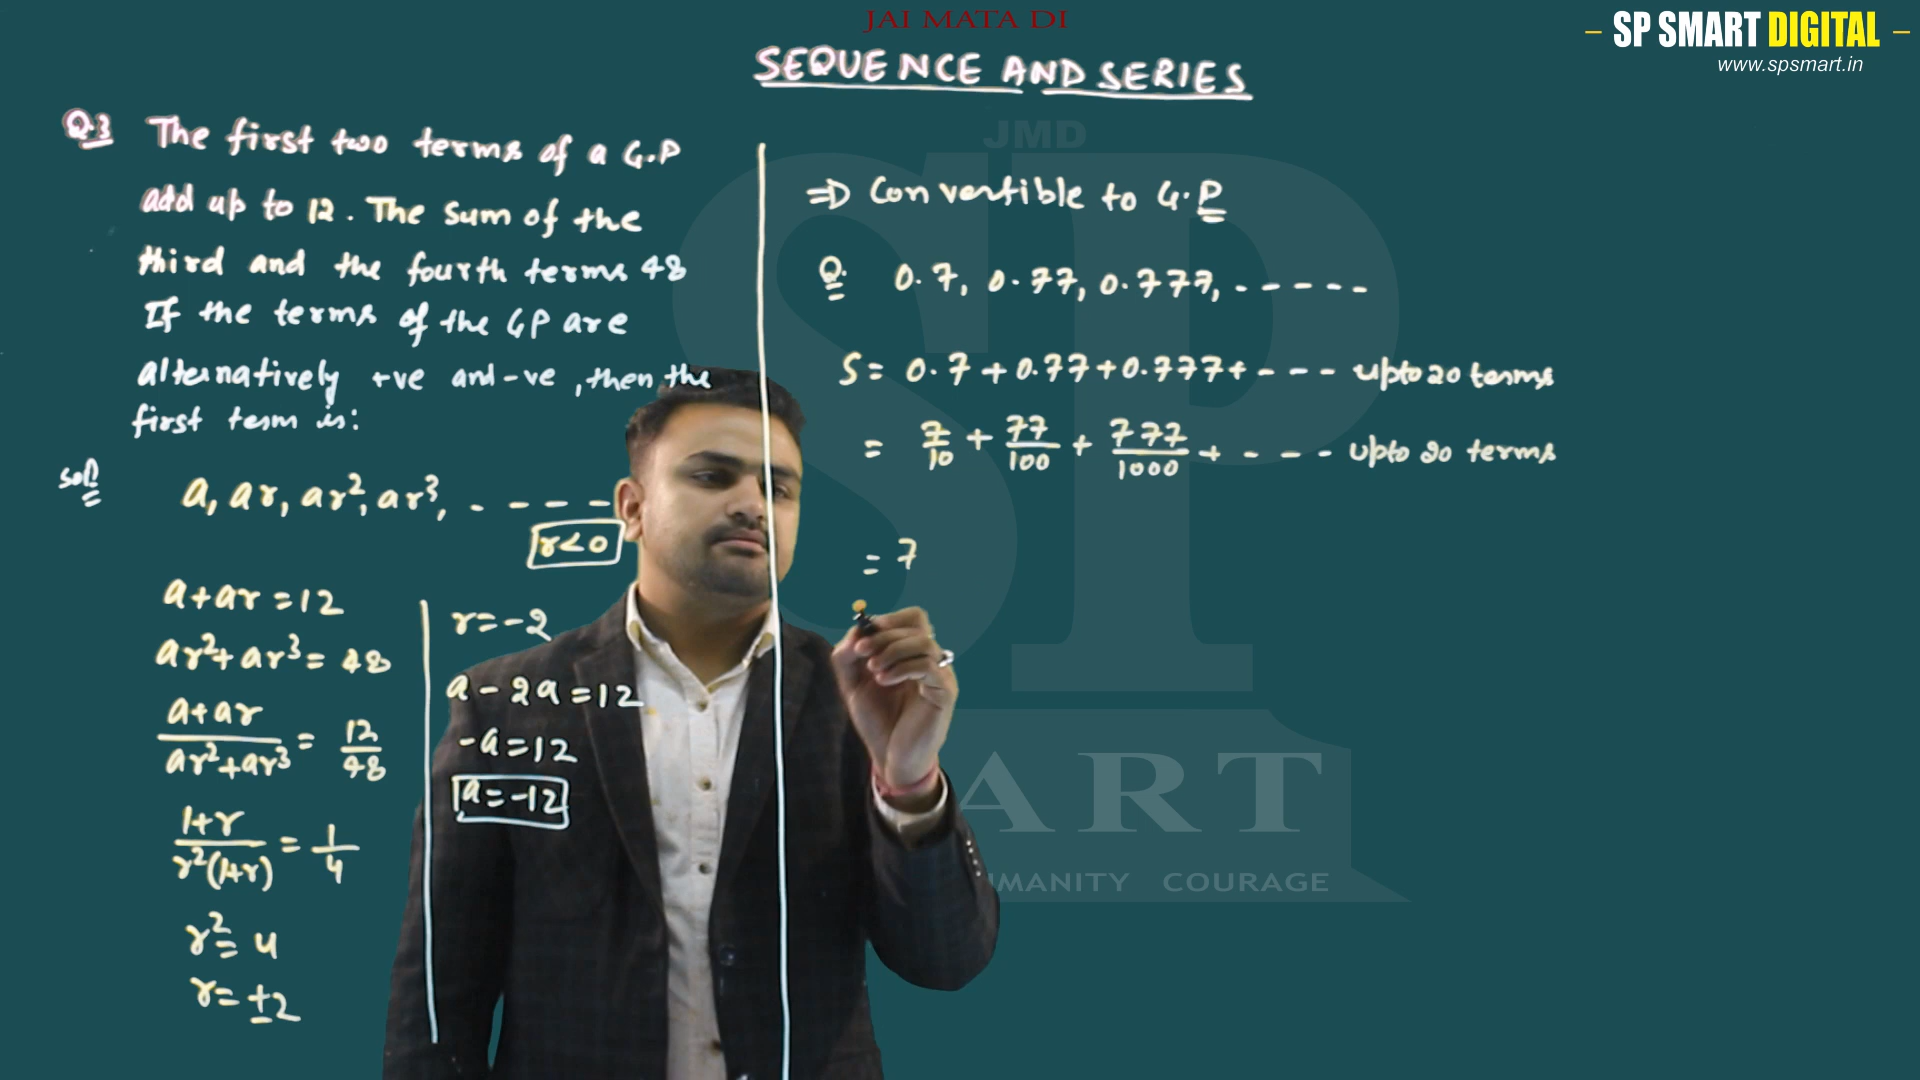 JAI MATA DI
SEQUENCE AND SERIES
SP SMART DIGITAL
www.spsmart.in
Q.3 The first two terms of a G.P
add up to 12. The sum of the
third and the fourth terms 48
If the terms of the GP are
alternatively +ve and -ve, then the
first term is:
Solⁿ
a, ar, ar², ar³, - - - -
r<0
a+ar=12
ar²+ar³=48
a+ar/ar²+ar³ = 12/48
1+r/r²(1+r) = 1/4
r²=4
r=±2
r=-2
a-2a=12
-a=12
a=-12
⇒ Convertible to G.P
Q. 0.7, 0.77, 0.777, - - - - -
S= 0.7+0.77+0.777+ - - - upto 20 terms
= 7/10 + 77/100 + 777/1000 + - - - - upto 20 terms
= 7
JMD
SP
ART
MANITY COURAGE